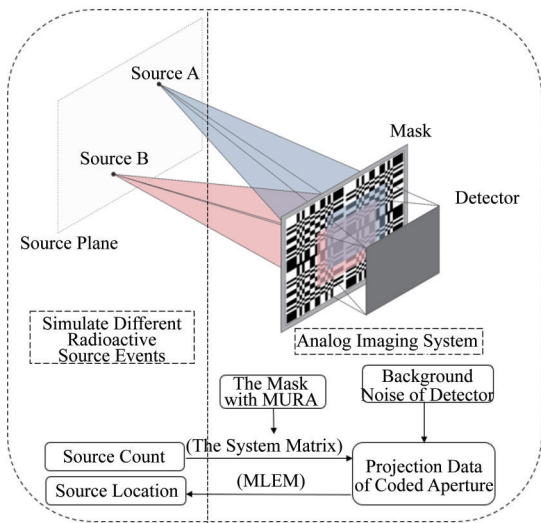 Source A
Mask
Source B
Detector
Source Plane
Simulate Different
Radioactive
Source Events
Analog Imaging System
The Mask
with MURA
Background
Noise of Detector
Source Count
(The System Matrix)
Projection Data
of Coded Aperture
Source Location
(MLEM)